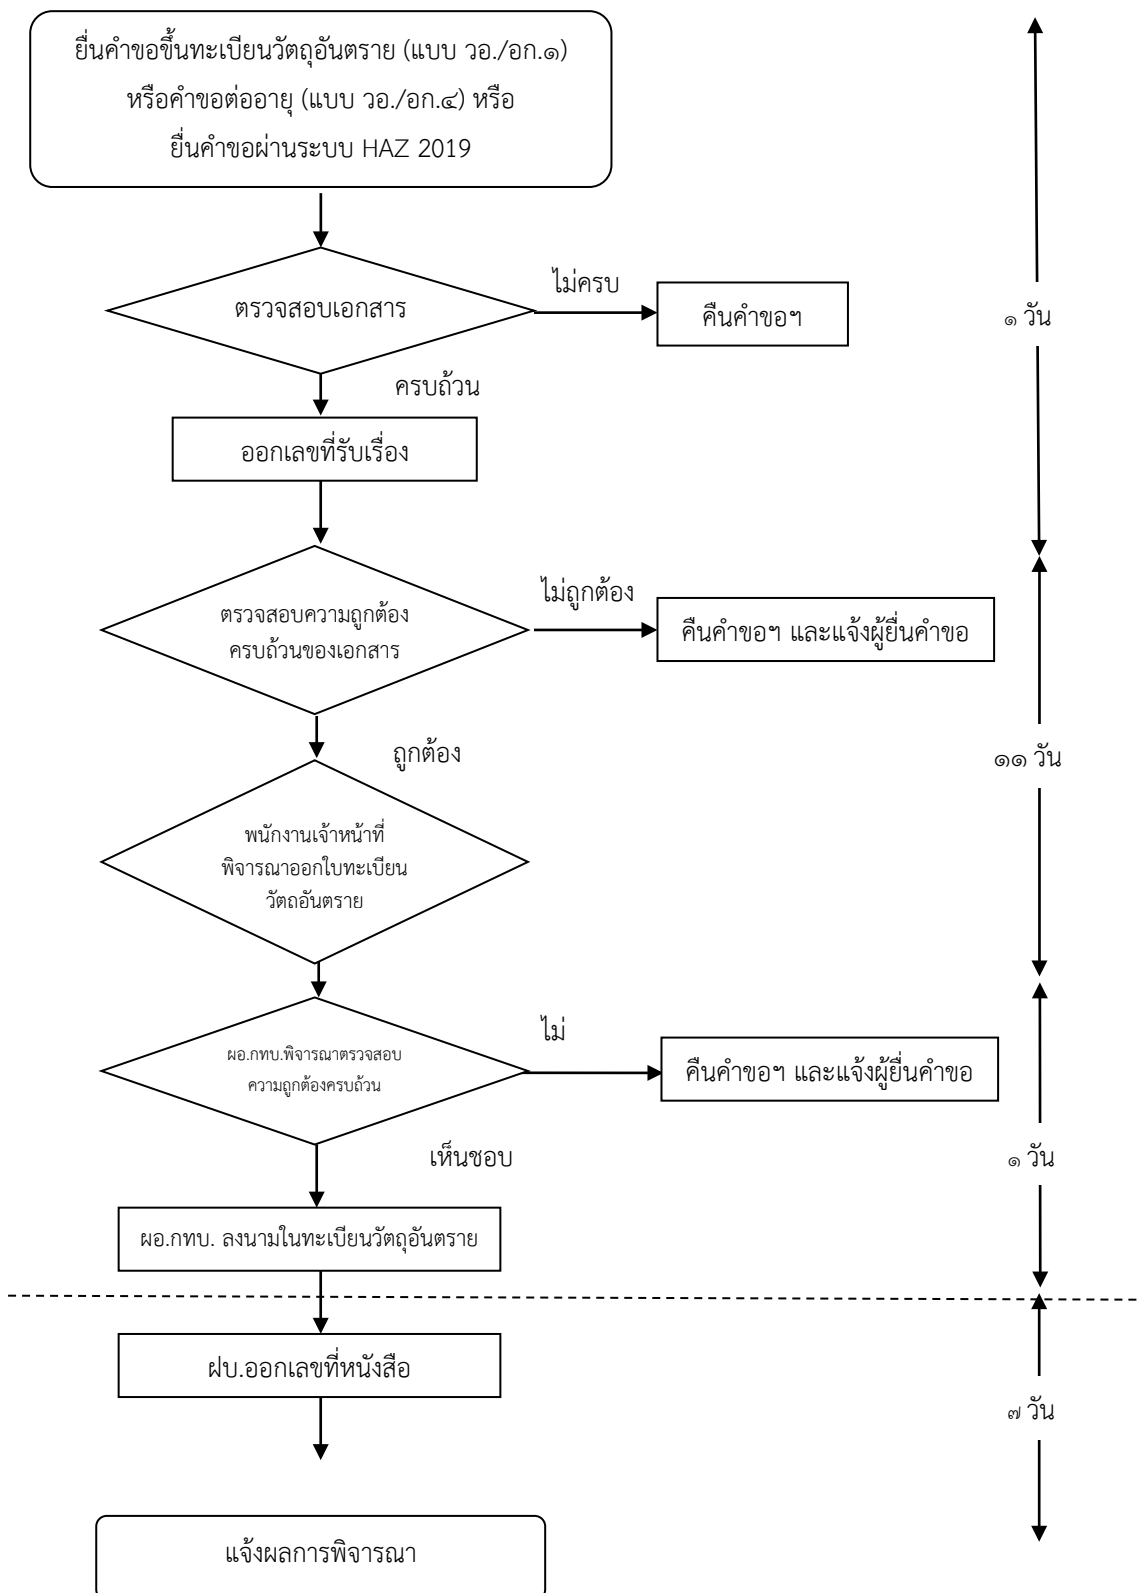 ยื่นคำขอขึ้นทะเบียนวัตถุอันตราย (แบบ วอ./อก.๑)
หรือคำขอต่ออายุ (แบบ วอ./อก.๔) หรือ
ยื่นคำขอผ่านระบบ HAZ 2019
ตรวจสอบเอกสาร
ไม่ครบ
คืนคำขอฯ
๑ วัน
ครบถ้วน
ออกเลขที่รับเรื่อง
ตรวจสอบความถูกต้อง
ครบถ้วนของเอกสาร
ไม่ถูกต้อง
คืนคำขอฯ และแจ้งผู้ยื่นคำขอ
ถูกต้อง
๑๑ วัน
พนักงานเจ้าหน้าที่
พิจารณาออกใบทะเบียน
วัตถอันตราย
ผอ.กทบ.พิจารณาตรวจสอบ
ความถูกต้องครบถ้วน
ไม่
คืนคำขอฯ และแจ้งผู้ยื่นคำขอ
เห็นชอบ
๑ วัน
ผอ.กทบ. ลงนามในทะเบียนวัตถุอันตราย
ฝบ.ออกเลขที่หนังสือ
๗ วัน
แจ้งผลการพิจารณา